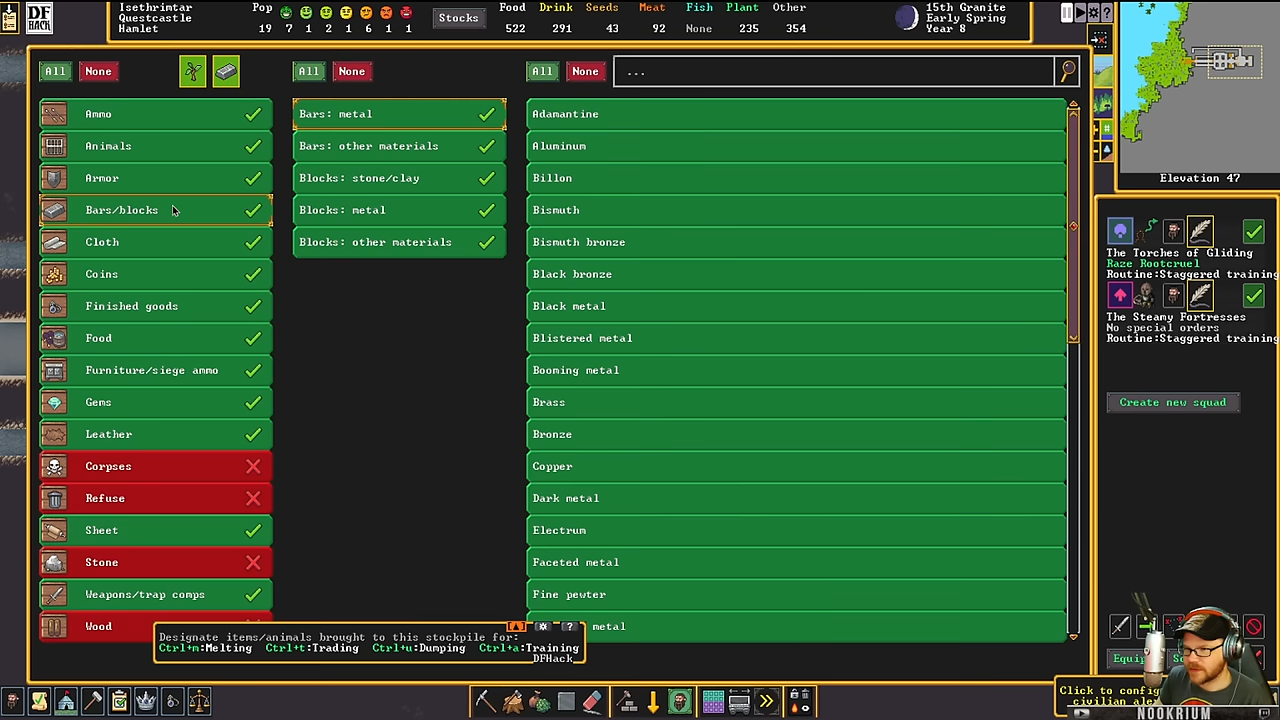 DF
HACK
Isethrimtar
Questcastle
Hamlet
Pop
19 7 1 2 1 6 1 1
Stocks
Food Drink Seeds Meat Fish Plant Other
522 291 43 92 None 235 354
15th Granite
Early Spring
Year 8
Elevation 47
All None
All None
All None
...
Ammo
Animals
Armor
Bars/blocks
Cloth
Coins
Finished goods
Food
Furniture/siege ammo
Gems
Leather
Corpses
Refuse
Sheet
Stone
Weapons/trap comps
Wood
Bars: metal
Bars: other materials
Blocks: stone/clay
Blocks: metal
Blocks: other materials
Adamantine
Aluminum
Billon
Bismuth
Bismuth bronze
Black bronze
Black metal
Blistered metal
Booming metal
Brass
Bronze
Copper
Dark metal
Electrum
Faceted metal
Fine pewter
metal
Designate items/animals brought to this stockpile for:
Ctrl+m:Melting Ctrl+t:Trading Ctrl+u:Dumping Ctrl+a:Training
DFHack
The Torches of Gliding
Raze Rootcruel
Routine:Staggered training
The Steamy Fortresses
No special orders
Routine:Staggered training
Create new squad
Click to config
civilian ale
NOOKRIUM